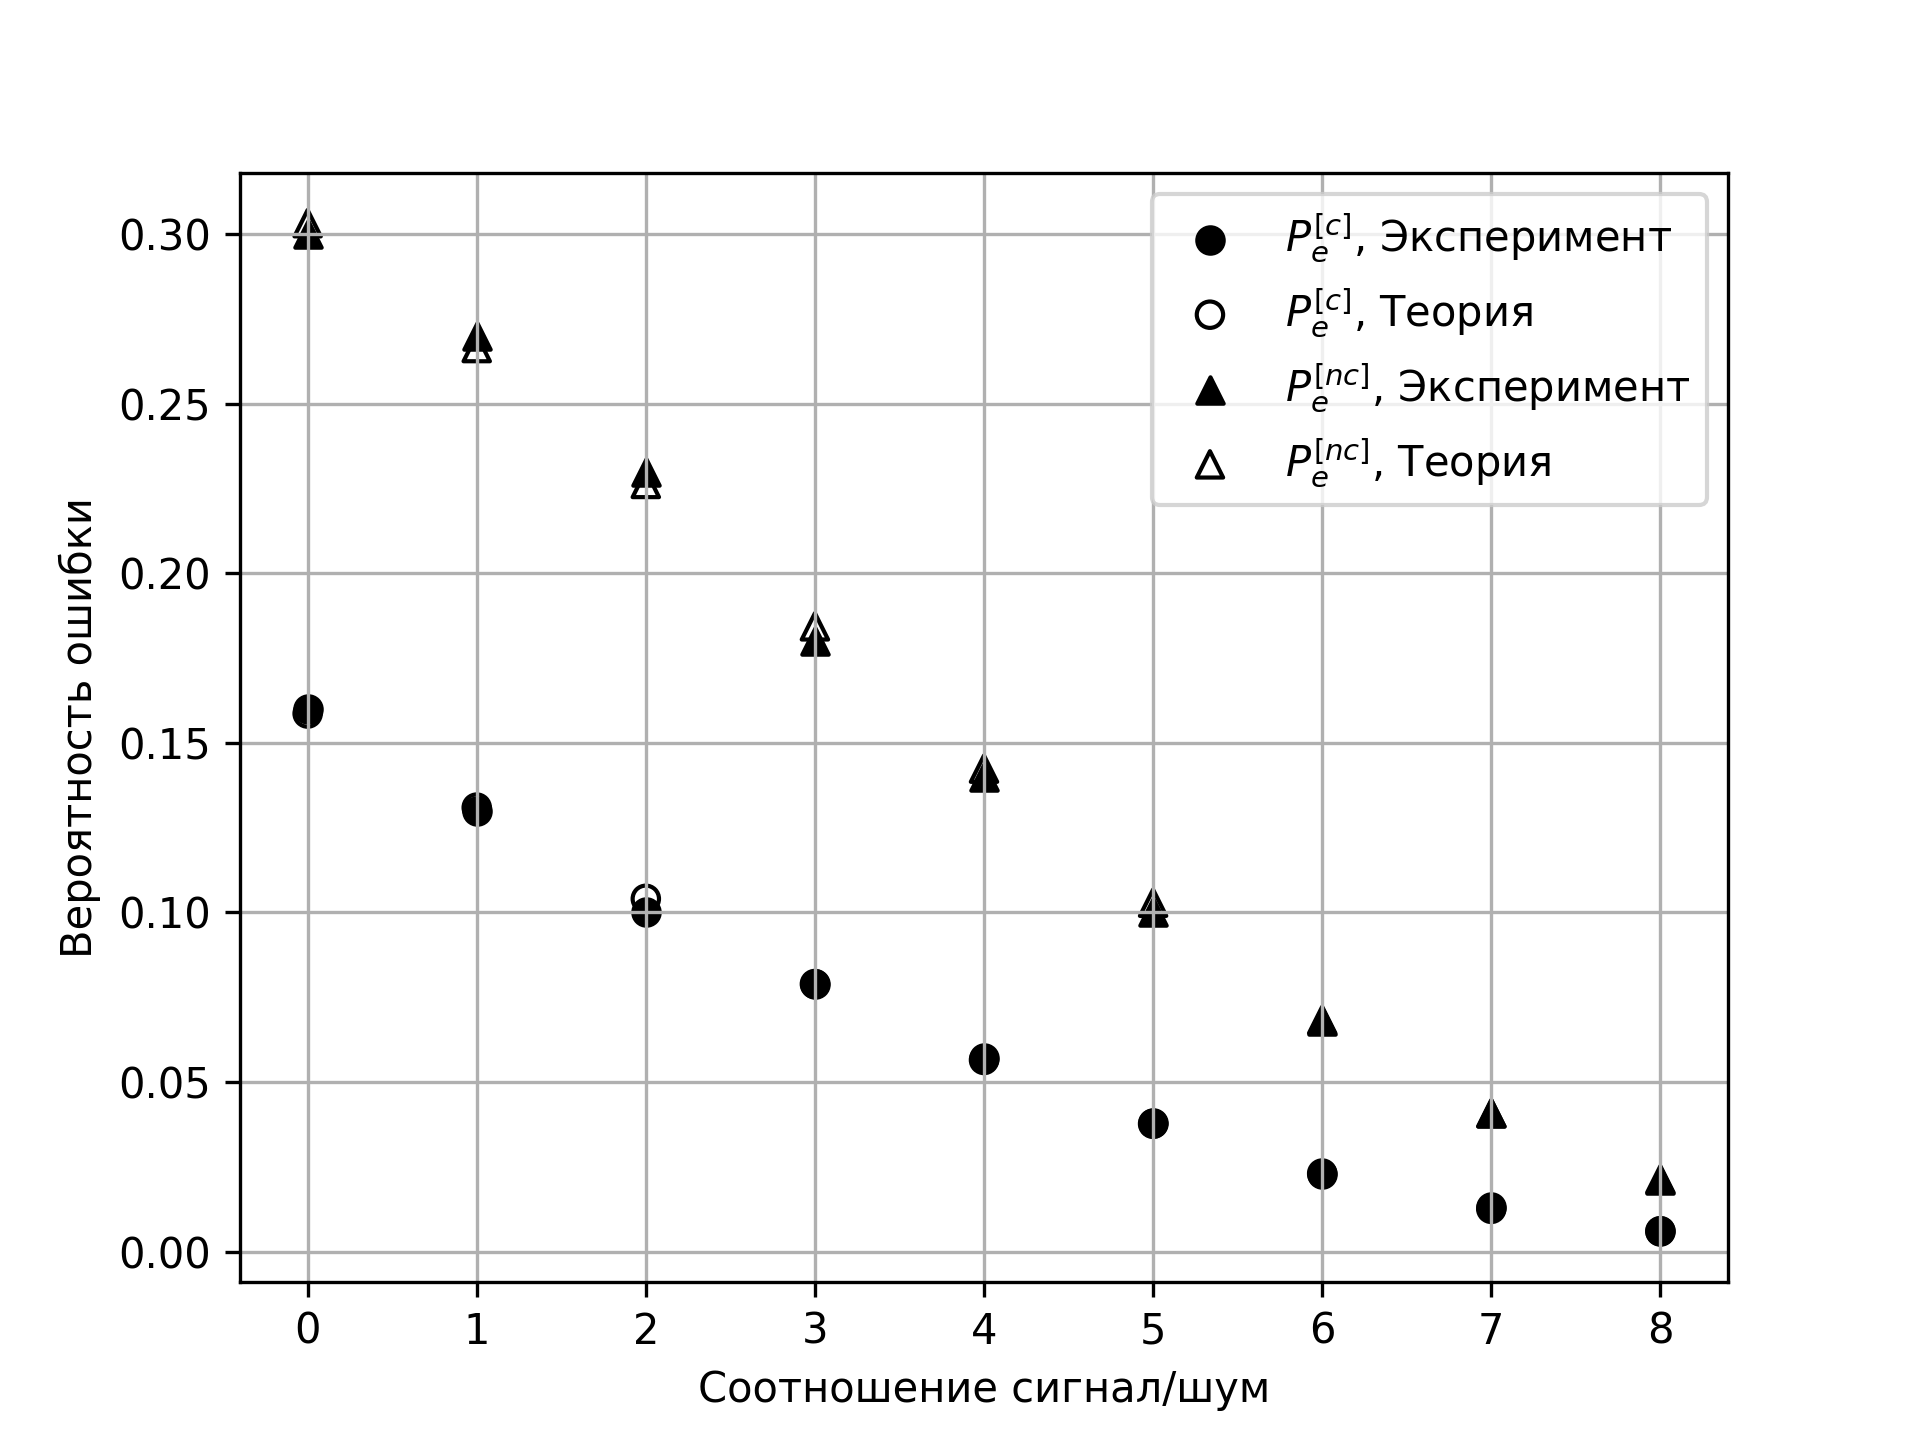 P_e^{[c]}, Эксперимент
P_e^{[c]}, Теория
P_e^{[nc]}, Эксперимент
P_e^{[nc]}, Теория
0.30
0.25
0.20
0.15
0.10
0.05
0.00
Вероятность ошибки
0 1 2 3 4 5 6 7 8
Соотношение сигнал/шум